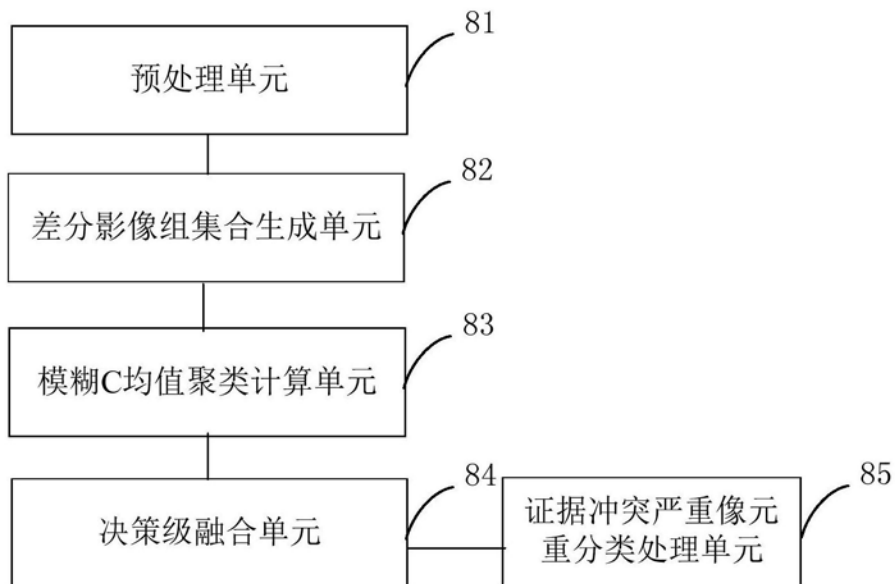 81
预处理单元
82
差分影像组集合生成单元
83
模糊C均值聚类计算单元
84
决策级融合单元
85
证据冲突严重像元
重分类处理单元